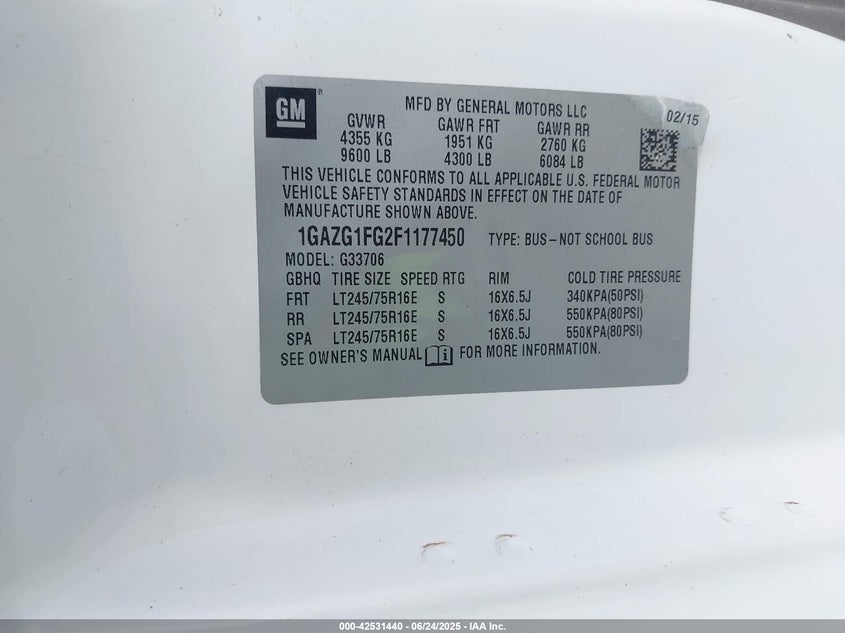 GM
MFD BY GENERAL MOTORS LLC
02/15
GVWR GAWR FRT GAWR RR
4355 KG 1951 KG 2760 KG
9600 LB 4300 LB 6084 LB
THIS VEHICLE CONFORMS TO ALL APPLICABLE U.S. FEDERAL MOTOR
VEHICLE SAFETY STANDARDS IN EFFECT ON THE DATE OF
MANUFACTURE SHOWN ABOVE.
1GAZG1FG2F1177450 TYPE: BUS–NOT SCHOOL BUS
MODEL: G33706
GBHQ TIRE SIZE SPEED RTG RIM COLD TIRE PRESSURE
FRT LT245/75R16E S 16X6.5J 340KPA(50PSI)
RR LT245/75R16E S 16X6.5J 550KPA(80PSI)
SPA LT245/75R16E S 16X6.5J 550KPA(80PSI)
SEE OWNER'S MANUAL FOR MORE INFORMATION.
000-42531440 - 06/24/2025 - IAA Inc.